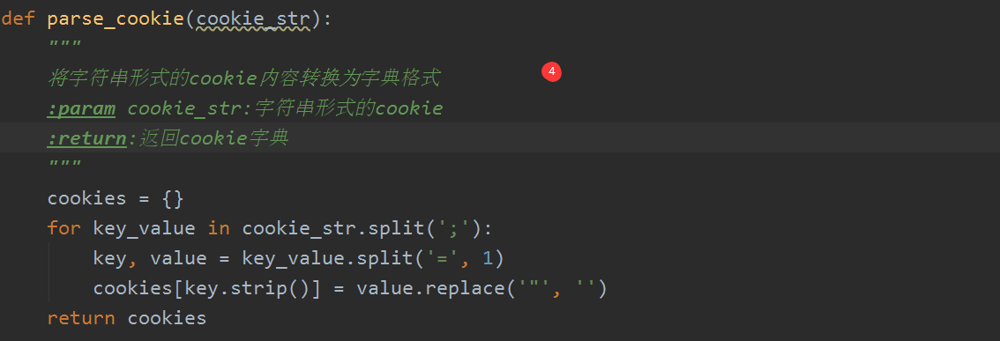 def parse_cookie(cookie_str):
    """
    将字符串形式的cookie内容转换为字典格式
4
    :param cookie_str:字符串形式的cookie
    :return:返回cookie字典
    """
    cookies = {}
    for key_value in cookie_str.split(';'):
        key, value = key_value.split('=', 1)
        cookies[key.strip()] = value.replace('"', '')
    return cookies